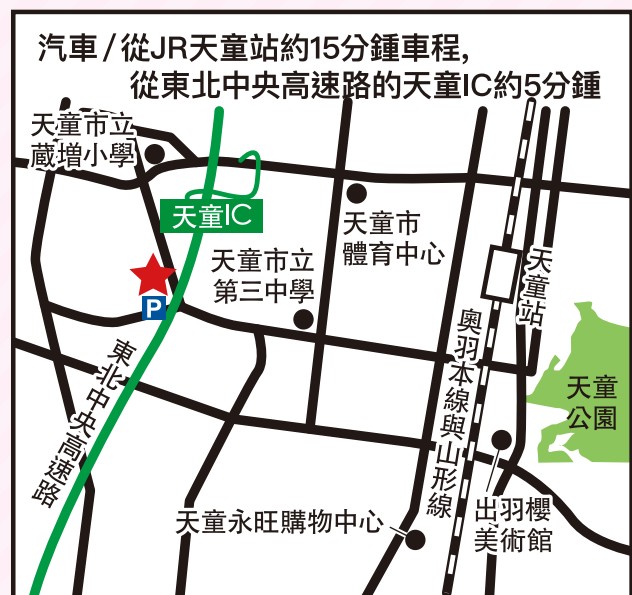 汽車/從JR天童站約15分鍾車程,
從東北中央高速路的天童IC約5分鍾
天童市立
蔵增小學
天童IC
天童市
體育中心
天童市立
第三中學
天童站
P
東北中央高速路
奧羽本線與山形線
天童
公園
天童永旺購物中心
出羽櫻
美術館